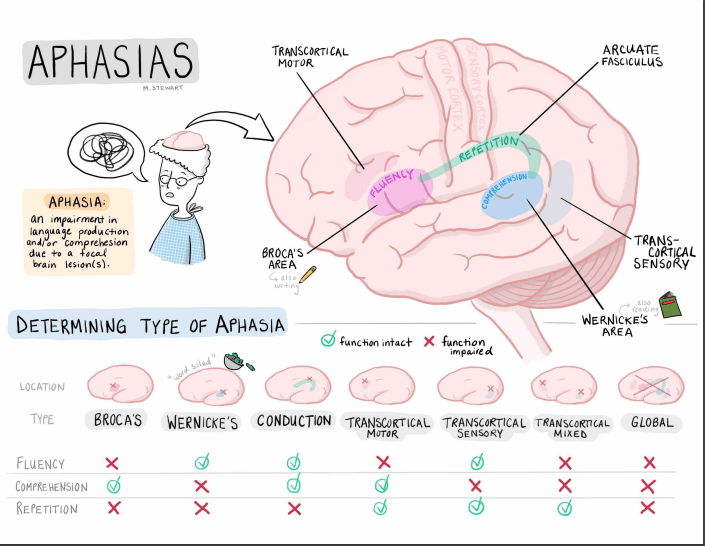 APHASIAS
M. STEWART
APHASIA:
an impairment in
language production
and/or comprehesion
due to a focal
brain lesion(s).
TRANSCORTICAL
MOTOR
MOTOR CORTEX
SENSORY CORTEX
ARCUATE
FASCICULUS
REPETITION
FLUENCY
COMPREHENSION
BROCA'S
AREA
also
writing
TRANS-
CORTICAL
SENSORY
also
reading
WERNICKE'S
AREA
DETERMINING TYPE OF APHASIA
function intact
function
impaired
"word salad"
LOCATION
TYPE
BROCA'S
WERNICKE'S
CONDUCTION
TRANSCORTICAL
MOTOR
TRANSCORTICAL
SENSORY
TRANSCORTICAL
MIXED
GLOBAL
FLUENCY
COMPREHENSION
REPETITION